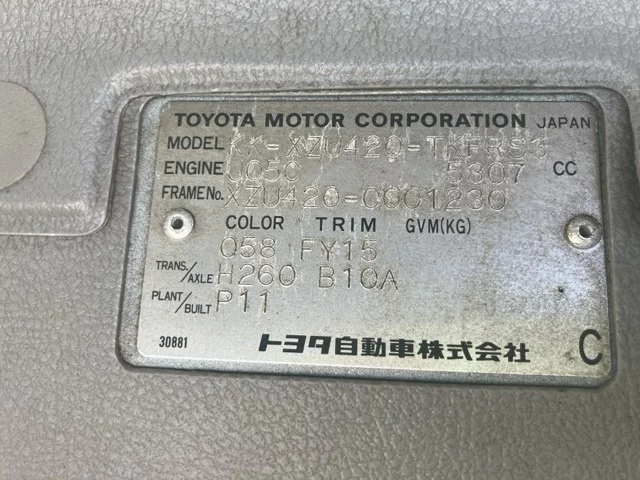 TOYOTA MOTOR CORPORATION JAPAN
MODEL KK-XZU420-TKFRS3
ENGINE J05C 5307 CC
FRAME No. XZU420-0001230
COLOR TRIM GVM(KG)
058 FY15
TRANS./AXLE H260 B10A
PLANT/BUILT P11
30881 トヨタ自動車株式会社 C